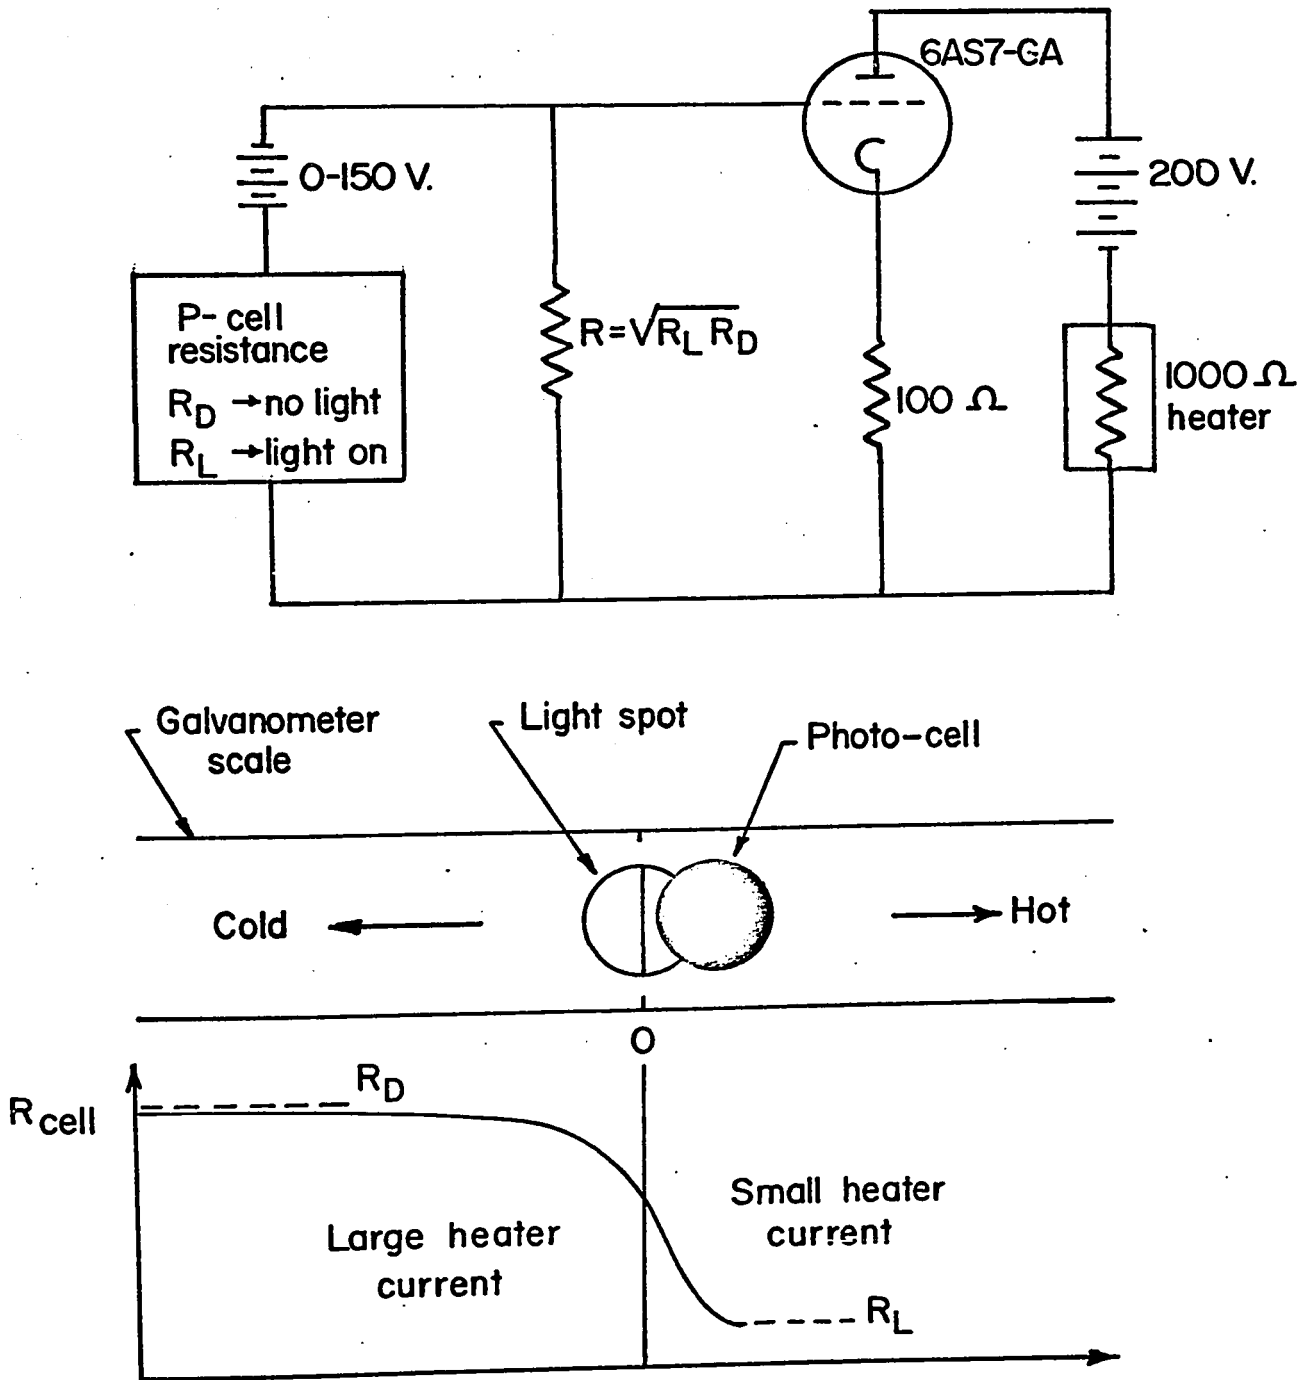 6AS7-GA
0-150 V.
200 V.
P-cell
resistance
R_D → no light
R_L → light on
R=√R_L R_D
100 Ω
1000 Ω
heater
Galvanometer
scale
Light spot
Photo-cell
Cold
Hot
0
R_cell
R_D
Large heater
current
Small heater
current
R_L